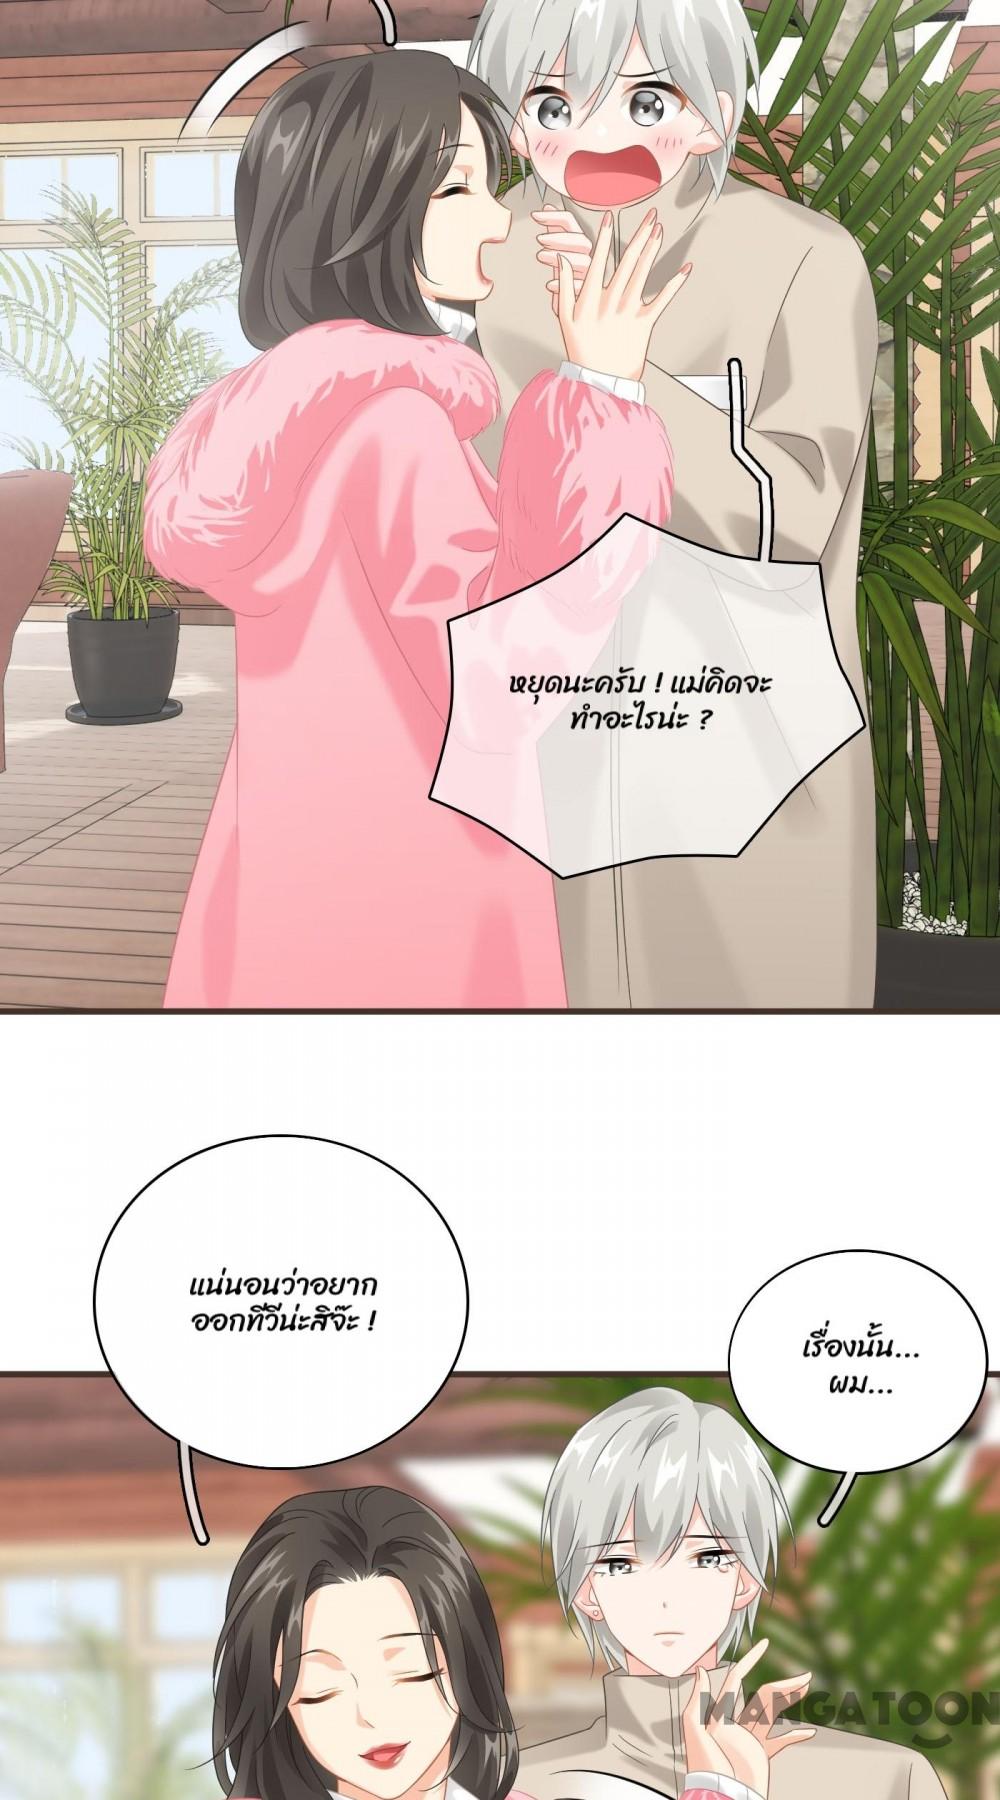 หยุดนะครับ ! แม่คิดจะ
ทำอะไรน่ะ ?
แน่นอนว่าอยาก
ออกทีวีน่ะสิจ๊ะ !
เรื่องนั้น...
ผม...
MANGATOON